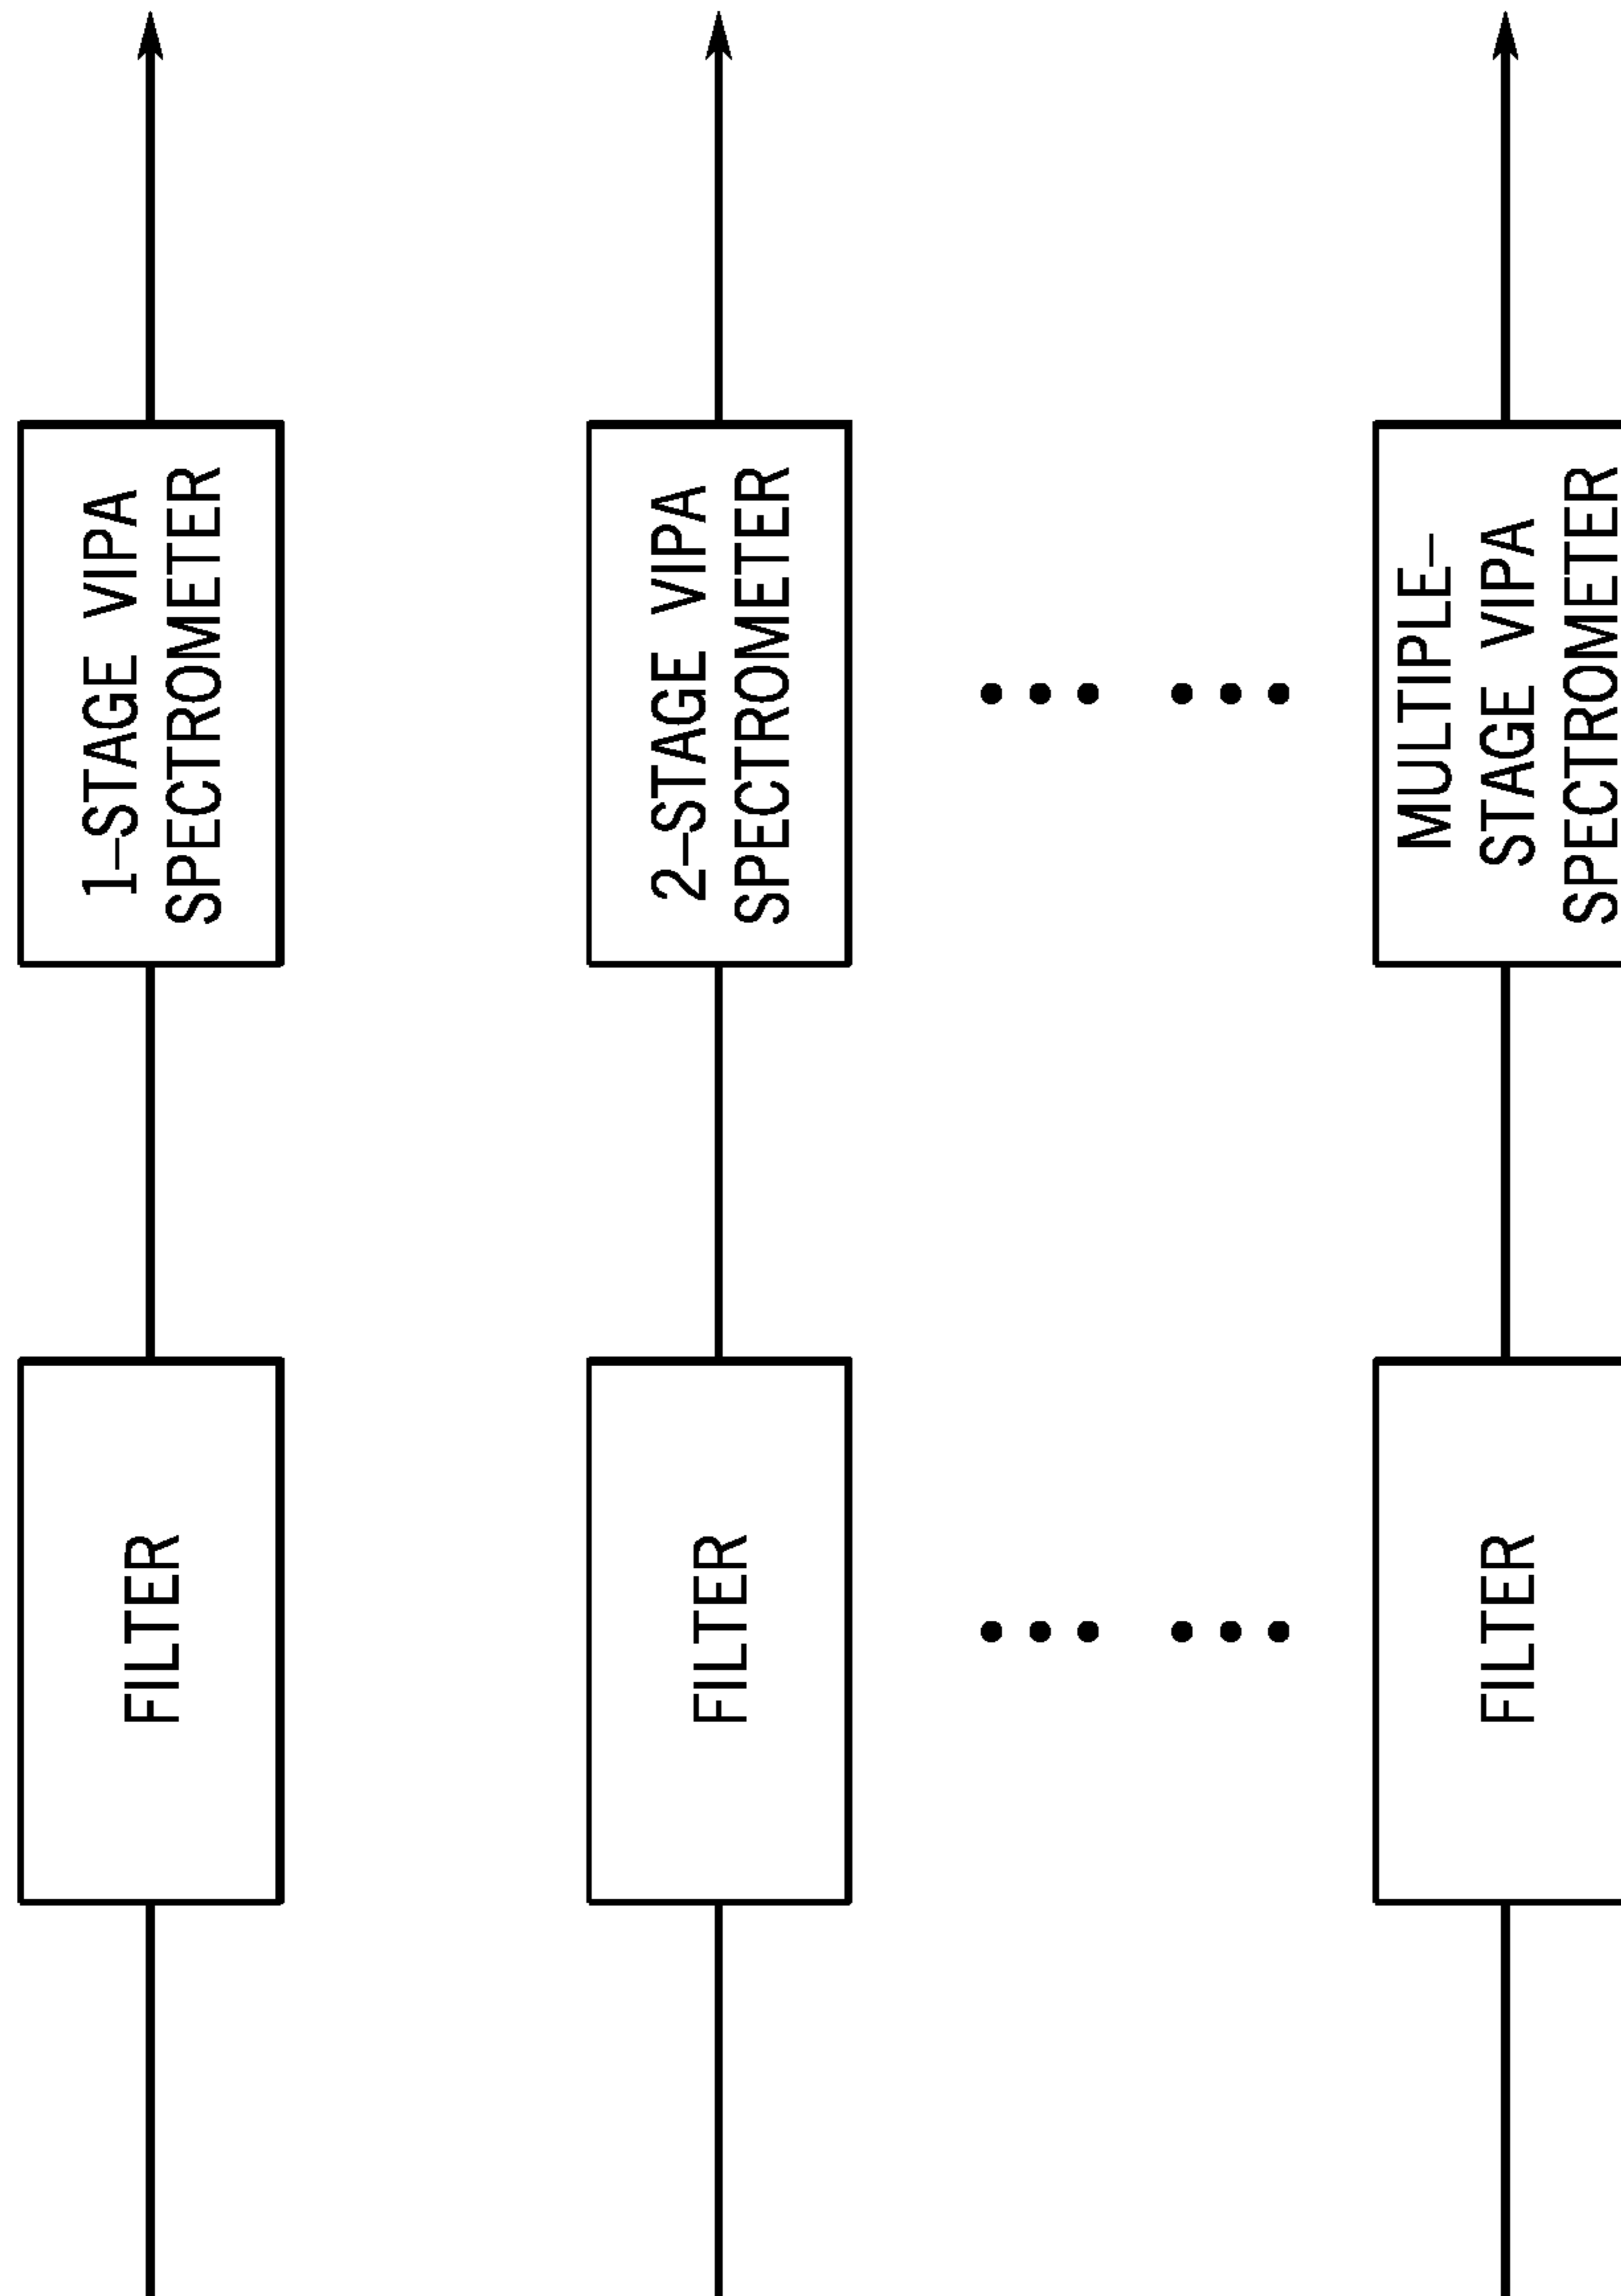 1-STAGE VIPA
SPECTROMETER
2-STAGE VIPA
SPECTROMETER
MULTIPLE-
STAGE VIPA
SPECTROMETER
FILTER
FILTER
FILTER